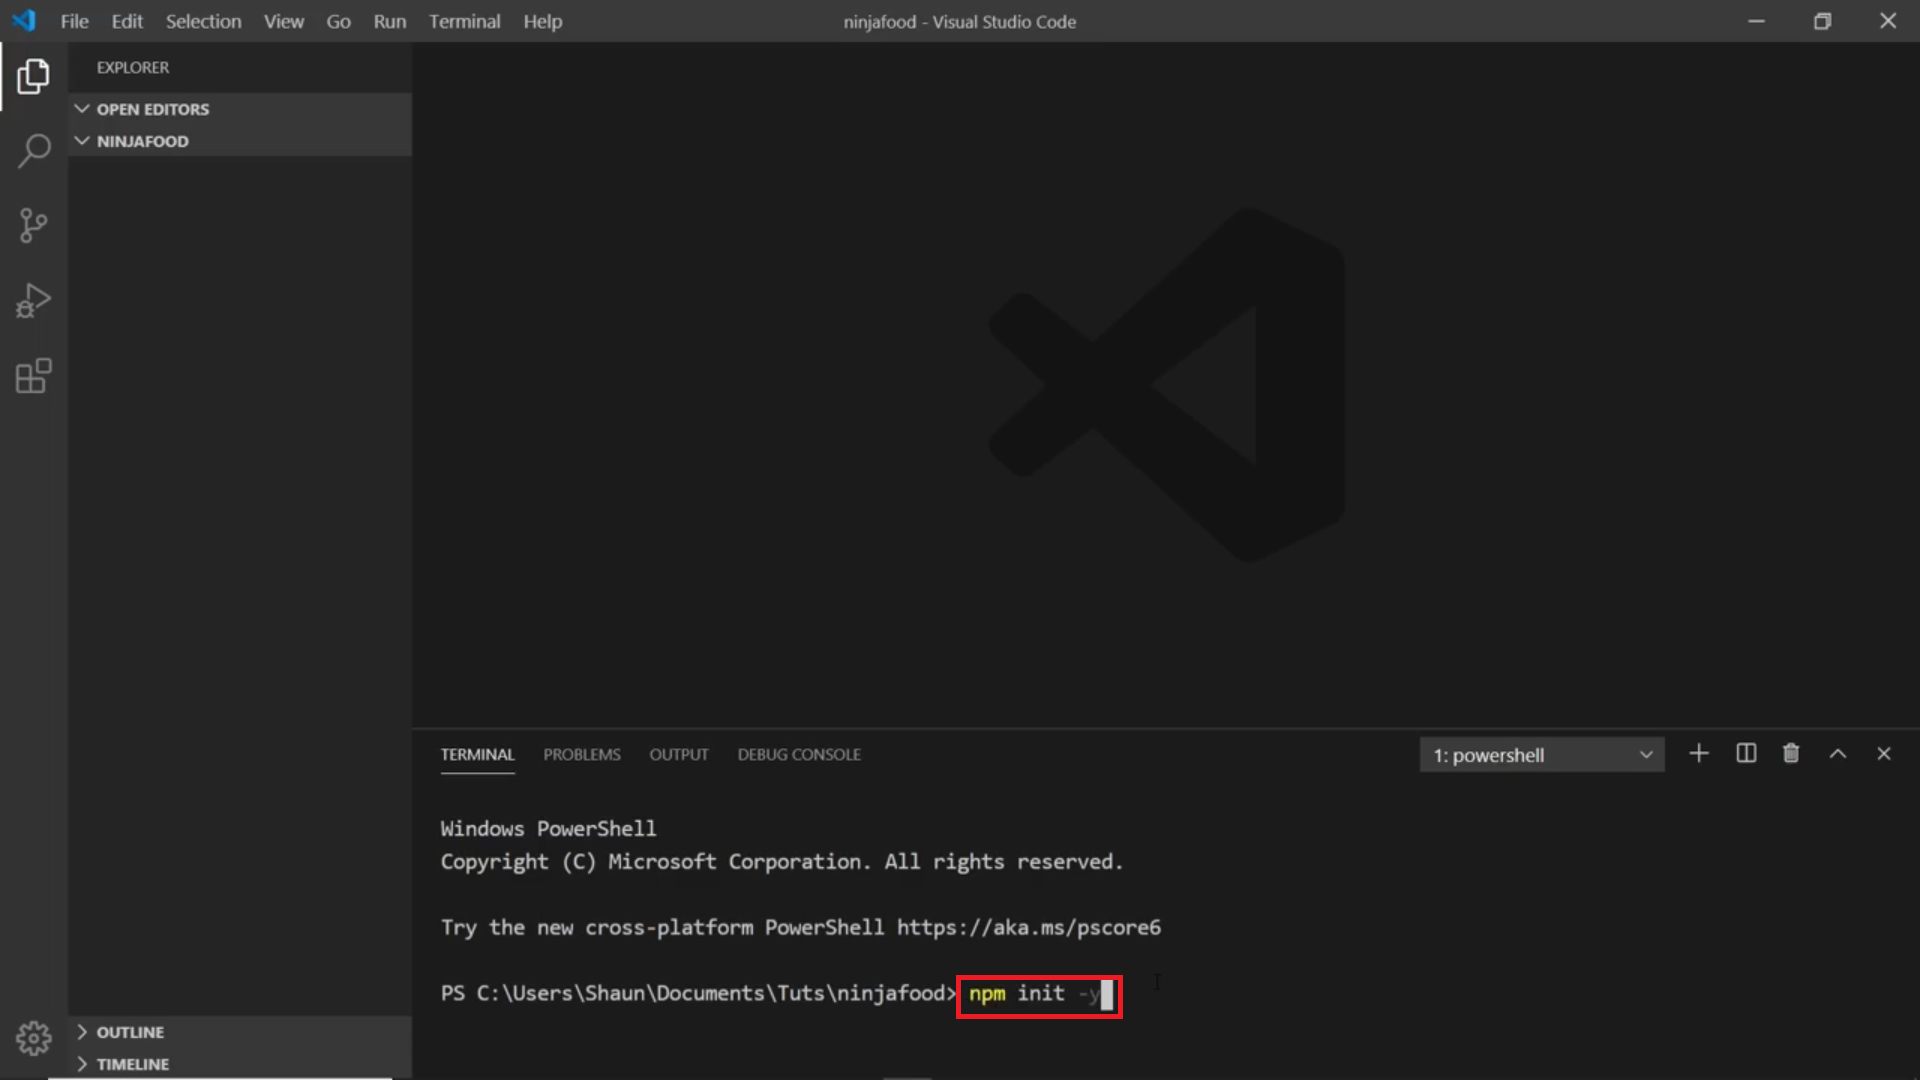 File Edit Selection View Go Run Terminal Help
ninjafood - Visual Studio Code
EXPLORER
OPEN EDITORS
NINJAFOOD
TERMINAL PROBLEMS OUTPUT DEBUG CONSOLE
1: powershell
Windows PowerShell
Copyright (C) Microsoft Corporation. All rights reserved.
Try the new cross-platform PowerShell https://aka.ms/pscore6
PS C:\Users\Shaun\Documents\Tuts\ninjafood> npm init -y
OUTLINE
TIMELINE